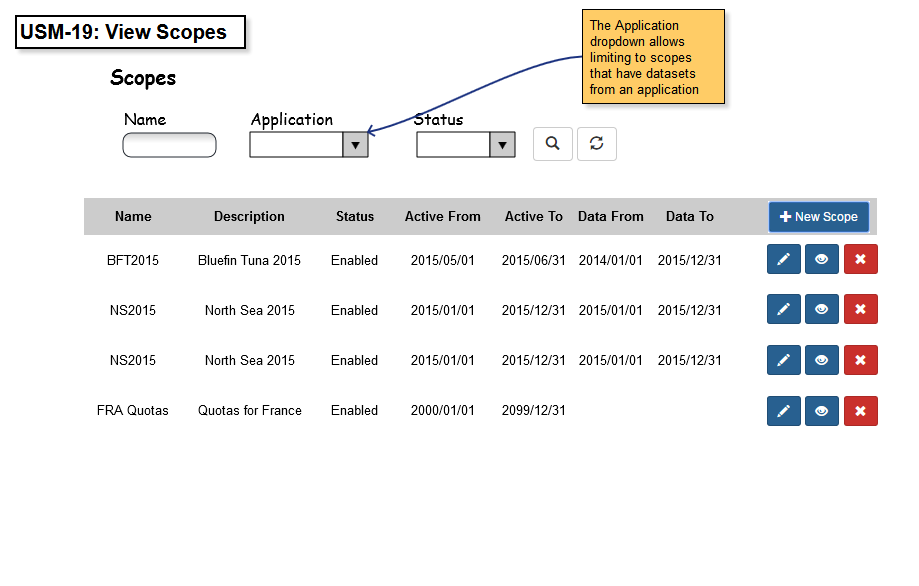 USM-19: View Scopes
The Application
dropdown allows
limiting to scopes
that have datasets
from an application
Scopes
Name Application Status
Name Description Status Active From Active To Data From Data To New Scope
BFT2015 Bluefin Tuna 2015 Enabled 2015/05/01 2015/06/31 2014/01/01 2015/12/31
NS2015 North Sea 2015 Enabled 2015/01/01 2015/12/31 2015/01/01 2015/12/31
NS2015 North Sea 2015 Enabled 2015/01/01 2015/12/31 2015/01/01 2015/12/31
FRA Quotas Quotas for France Enabled 2000/01/01 2099/12/31